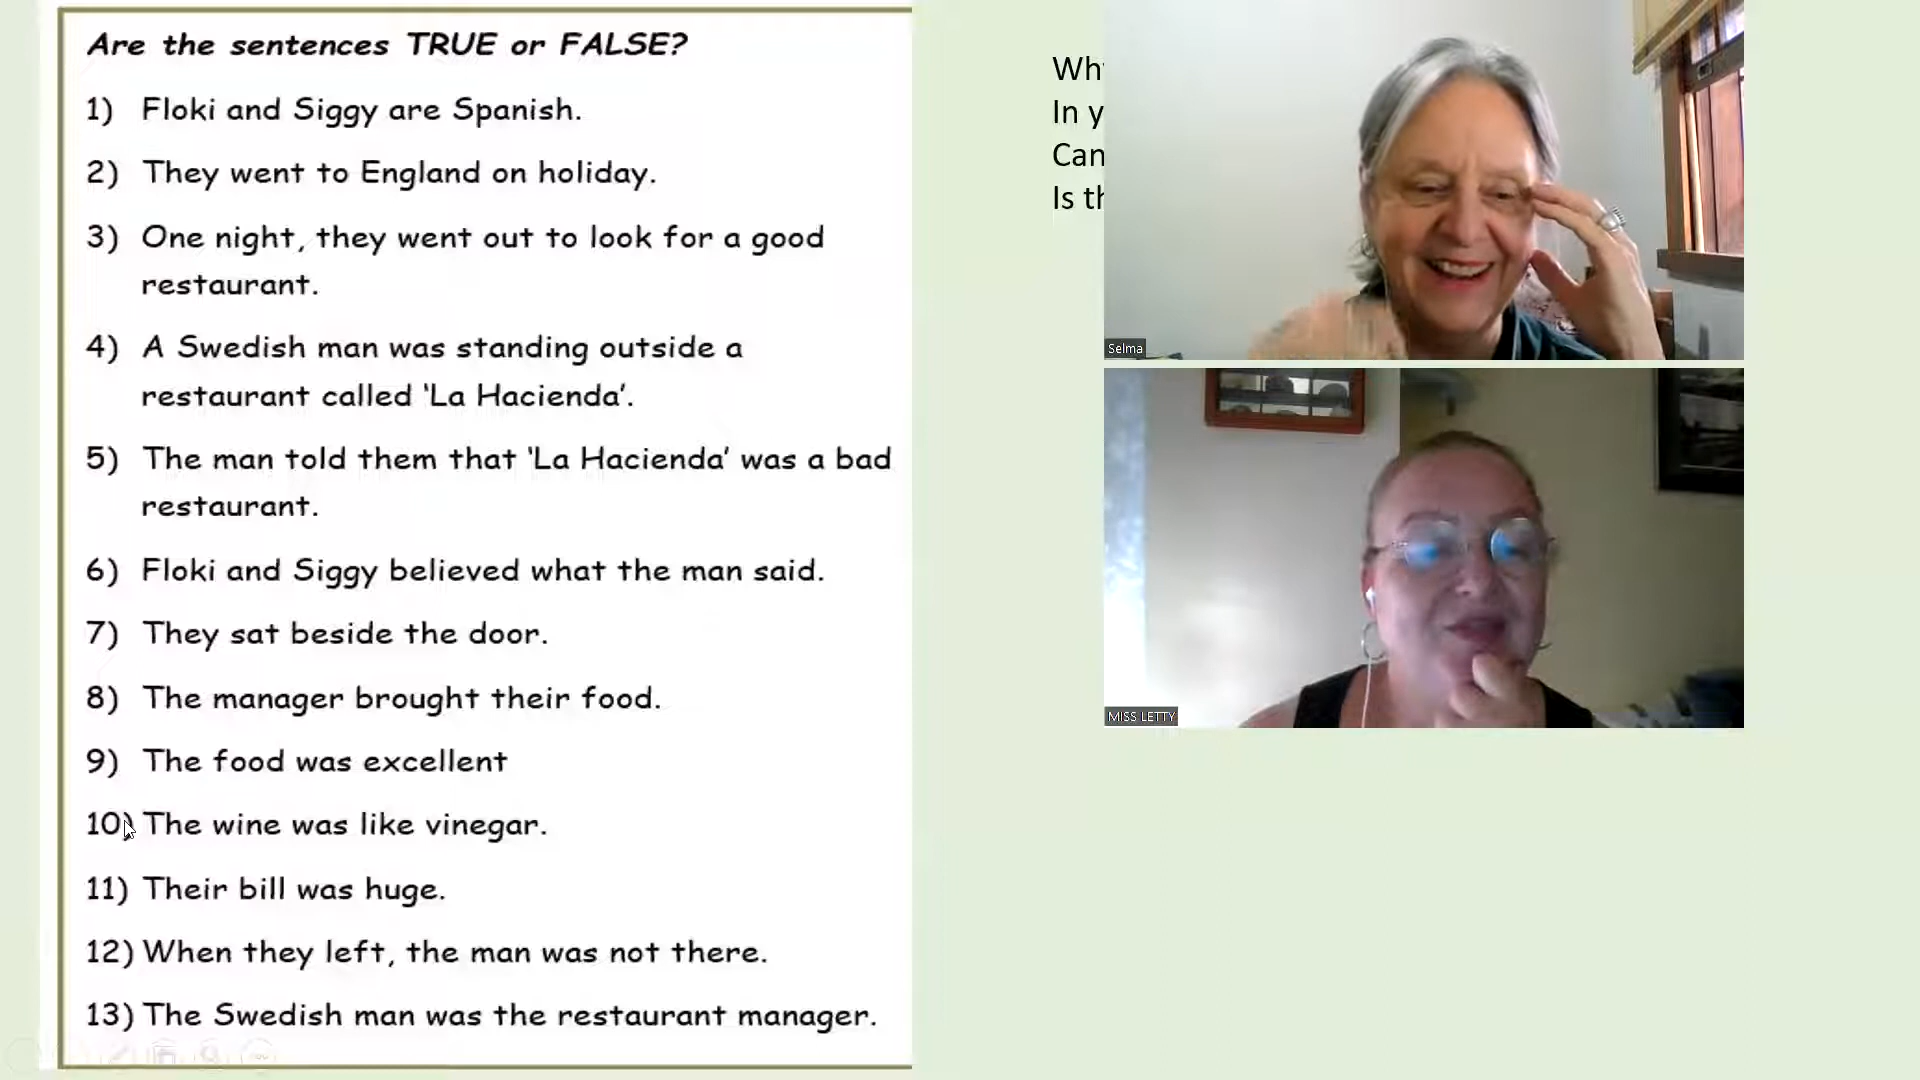 Are the sentences TRUE or FALSE?
1) Floki and Siggy are Spanish.
2) They went to England on holiday.
3) One night, they went out to look for a good
restaurant.
4) A Swedish man was standing outside a
restaurant called ‘La Hacienda’.
5) The man told them that ‘La Hacienda’ was a bad
restaurant.
6) Floki and Siggy believed what the man said.
7) They sat beside the door.
8) The manager brought their food.
9) The food was excellent
10) The wine was like vinegar.
11) Their bill was huge.
12) When they left, the man was not there.
13) The Swedish man was the restaurant manager.
Why
In y
Can
Is th
Selma
MISS LETTY